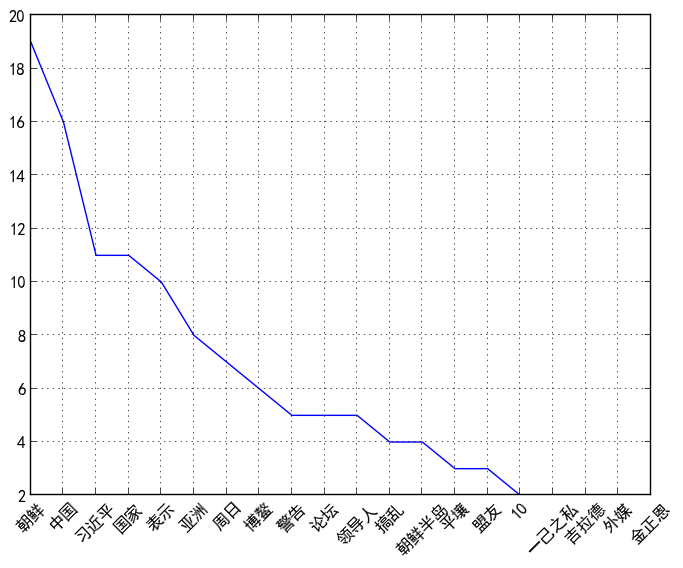 20
18
16
14
12
10
8
6
4
2
朝鲜
中国
习近平
国家
表示
亚洲
周日
博鳌
警告
论坛
领导人
搞乱
朝鲜半岛
平壤
盟友
10
一己之私
吉拉德
外媒
金正恩